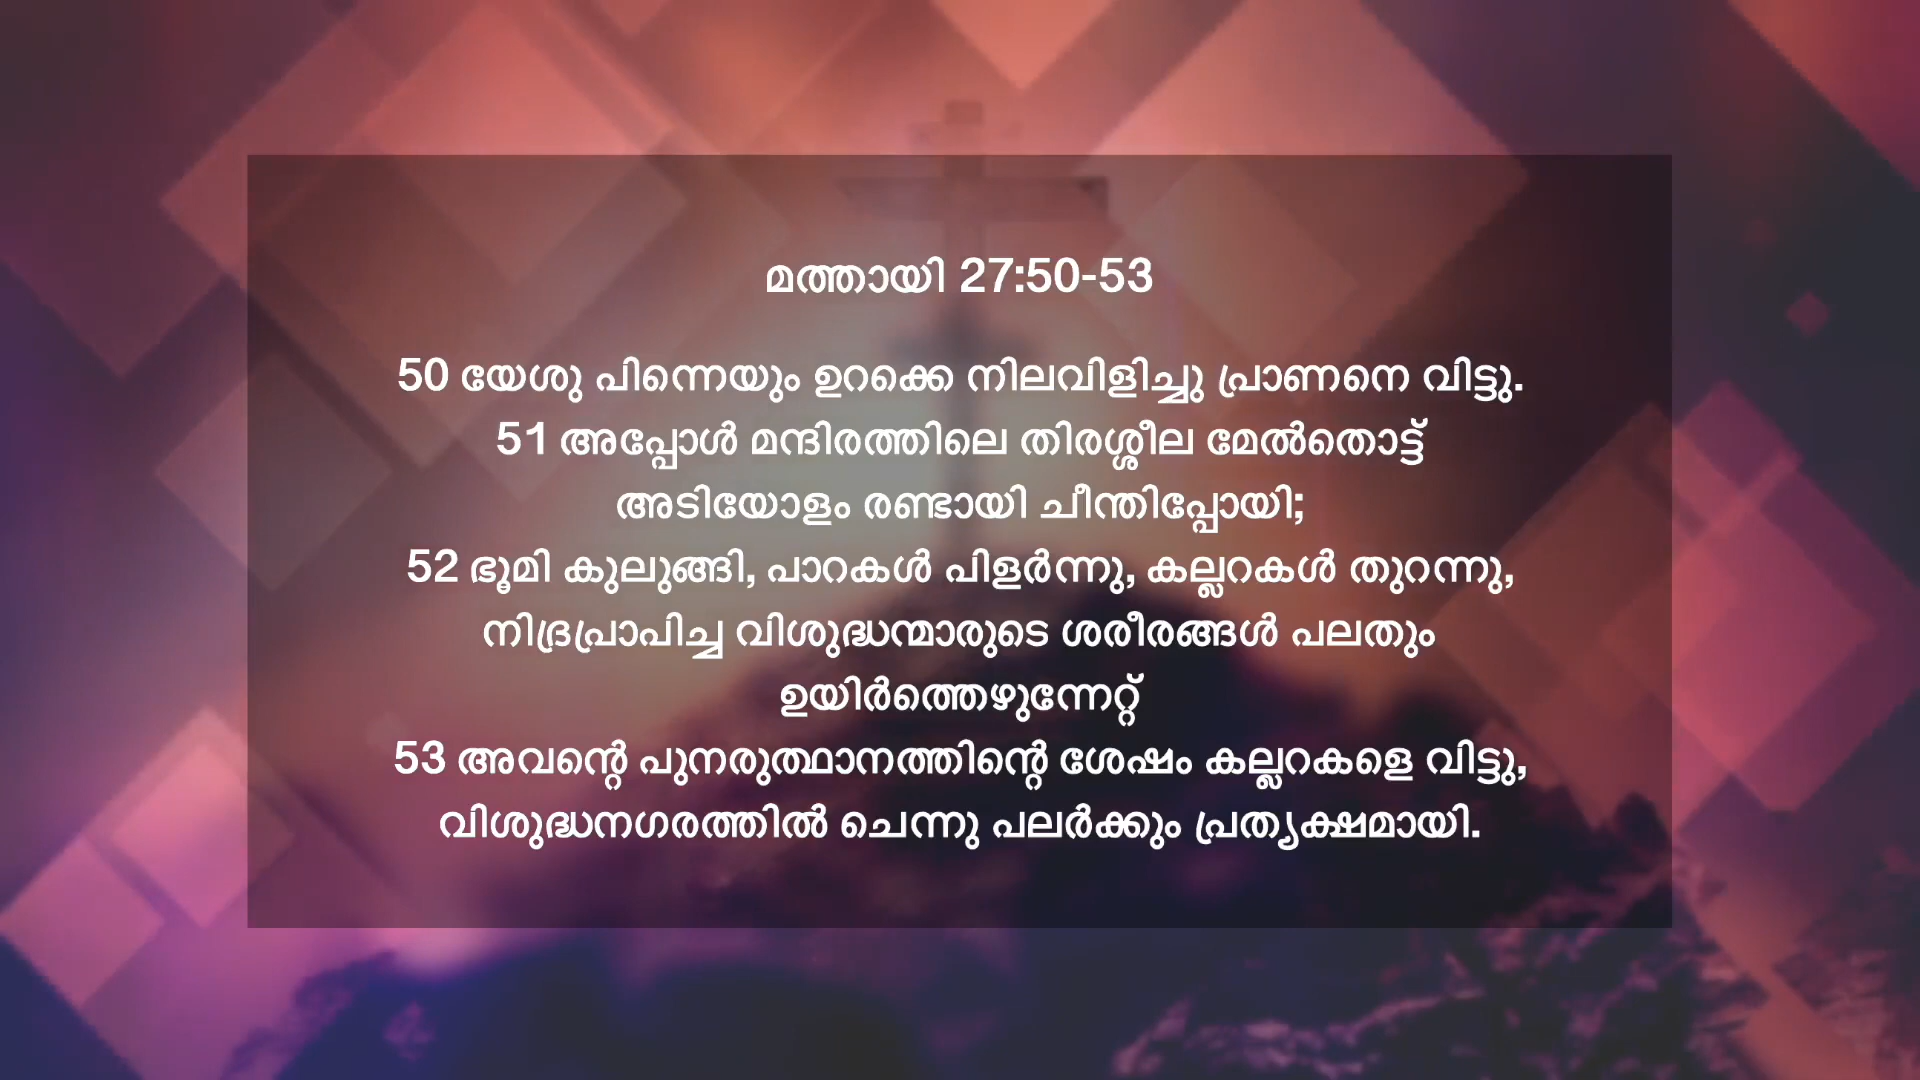 മത്തായി 27:50-53
50 യേശു പിന്നെയും ഉറക്കെ നിലവിളിച്ചു പ്രാണനെ വിട്ടു.
51 അപ്പോൾ മന്ദിരത്തിലെ തിരശ്ശീല മേൽതൊട്ട്
അടിയോളം രണ്ടായി ചീന്തിപ്പോയി;
52 ഭൂമി കുലുങ്ങി, പാറകൾ പിളർന്നു, കല്ലറകൾ തുറന്നു,
നിദ്രപ്രാപിച്ച വിശുദ്ധന്മാരുടെ ശരീരങ്ങൾ പലതും
ഉയിർത്തെഴുന്നേറ്റ്
53 അവന്റെ പുനരുത്ഥാനത്തിന്റെ ശേഷം കല്ലറകളെ വിട്ടു,
വിശുദ്ധനഗരത്തിൽ ചെന്നു പലർക്കും പ്രത്യക്ഷമായി.